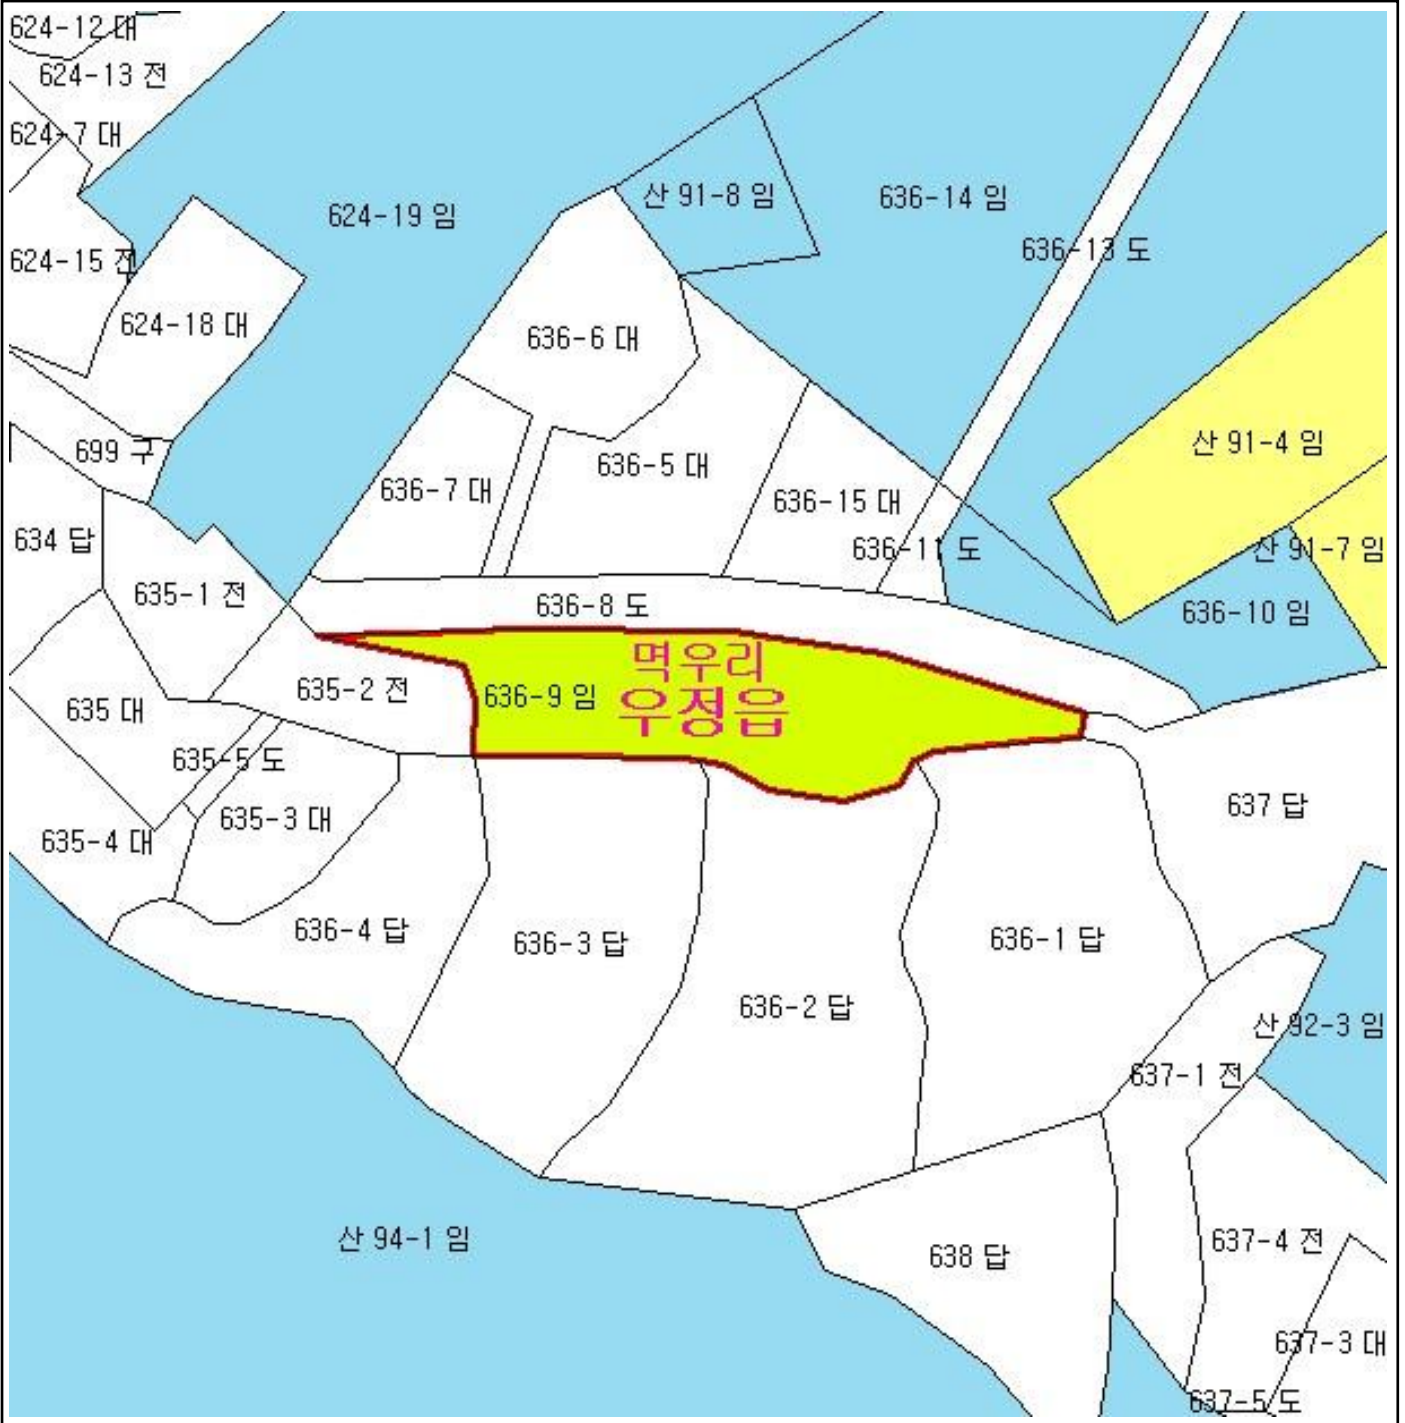 624-12 대
624-13 전
624-7 대
산 91-8 임
636-14 임
624-19 임
636-13 도
624-15 전
624-18 대
636-6 대
산 91-4 임
699 구
636-5 대
636-7 대
636-15 대
634 답
636-11 도
산 91-7 임
635-1 전
636-8 도
636-10 임
멱우리
635-2 전
636-9 임
우정읍
635 대
635-5 도
637 답
635-3 대
635-4 대
636-4 답
636-3 답
636-1 답
636-2 답
산 92-3 임
637-1 전
산 94-1 임
638 답
637-4 전
637-3 대
637-5 도